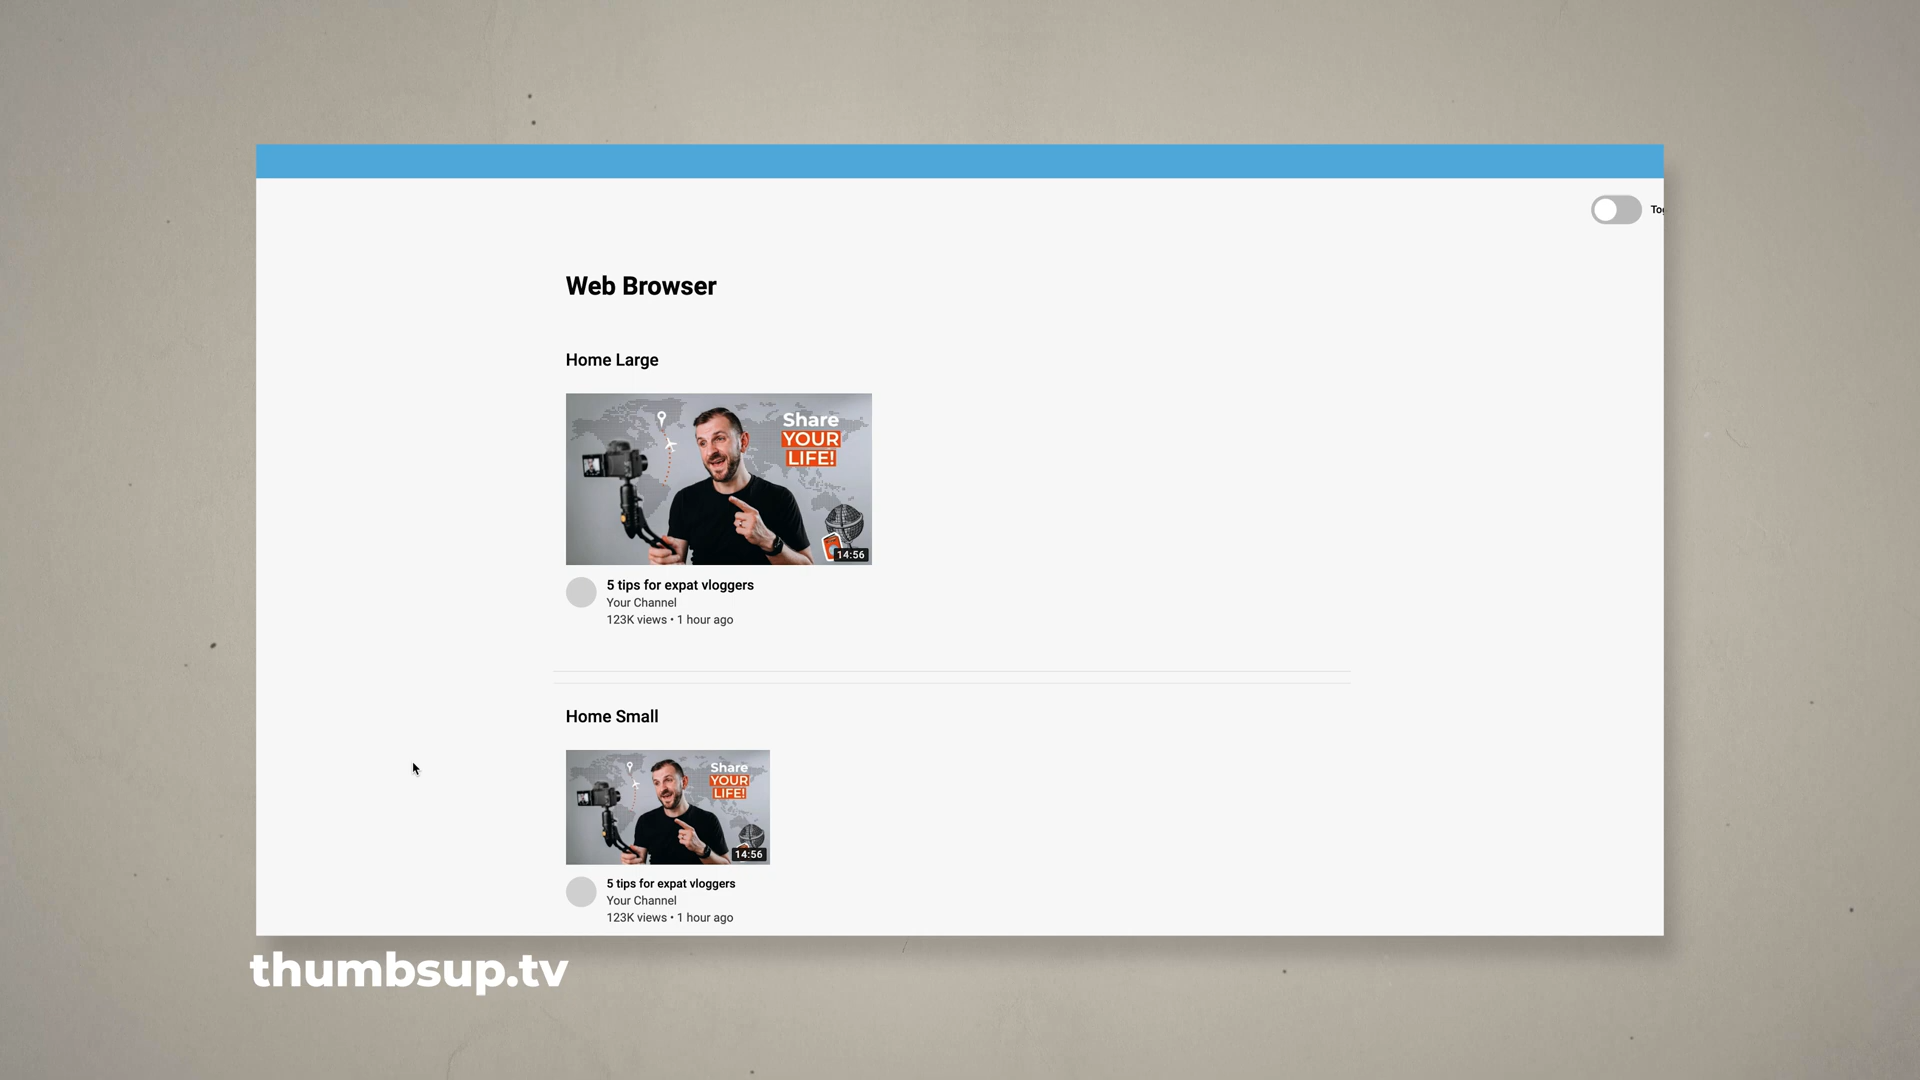 Web Browser
Home Large
Share
YOUR
LIFE!
14:56
5 tips for expat vloggers
Your Channel
123K views • 1 hour ago
Home Small
Share
YOUR
LIFE!
14:56
5 tips for expat vloggers
Your Channel
123K views • 1 hour ago
thumbsup.tv